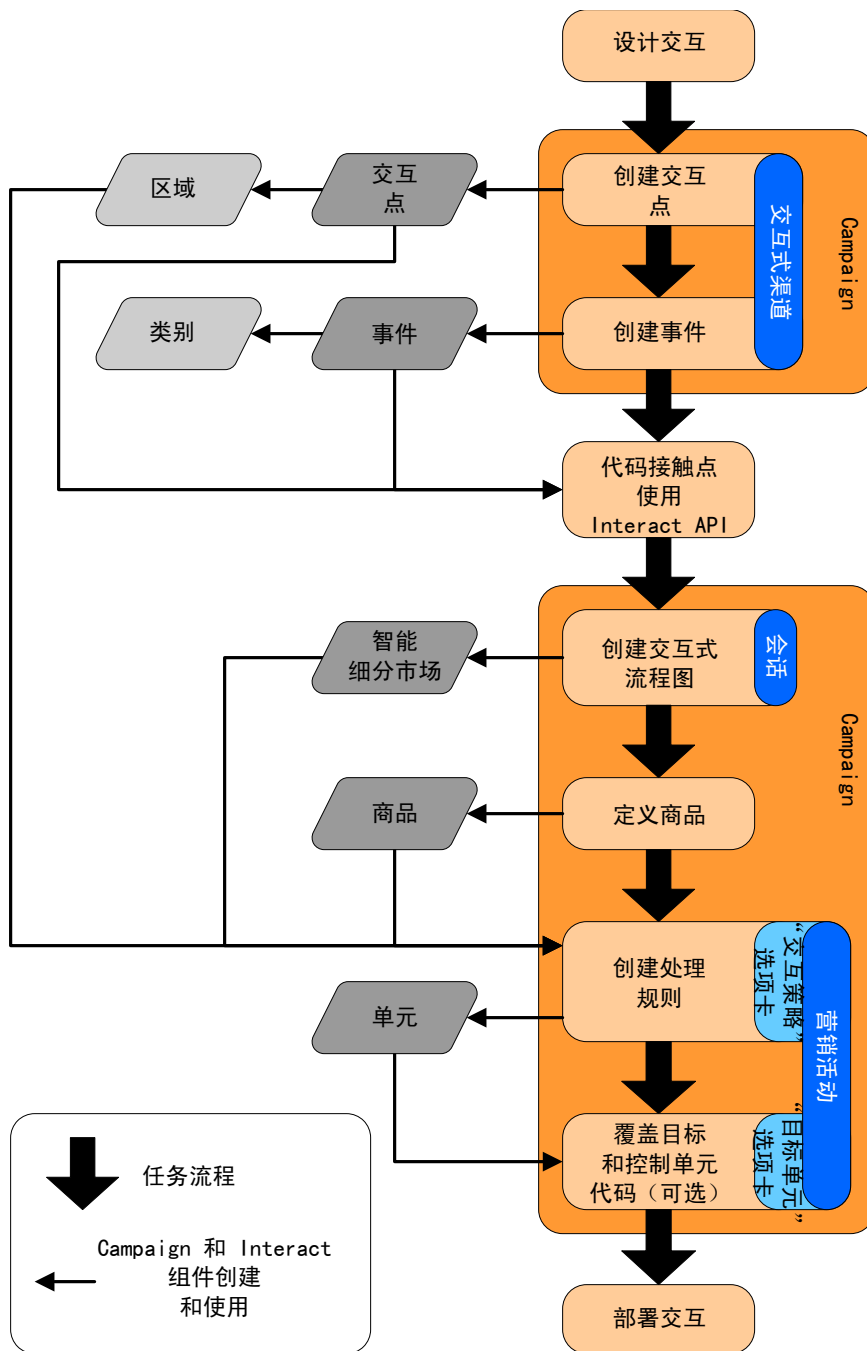 设计交互
区域
交互
点
创建交互
点
交互式渠道
Campaign
类别
事件
创建事件
代码接触点
使用
Interact API
智能
细分市场
创建交互式
流程图
会话
Campaign
商品
定义商品
创建处理
规则
“交互策略”
选项卡
营销活动
单元
覆盖目标
和控制单元
代码（可选）
“目标单元”
选项卡
任务流程
Campaign 和 Interact
组件创建
和使用
部署交互